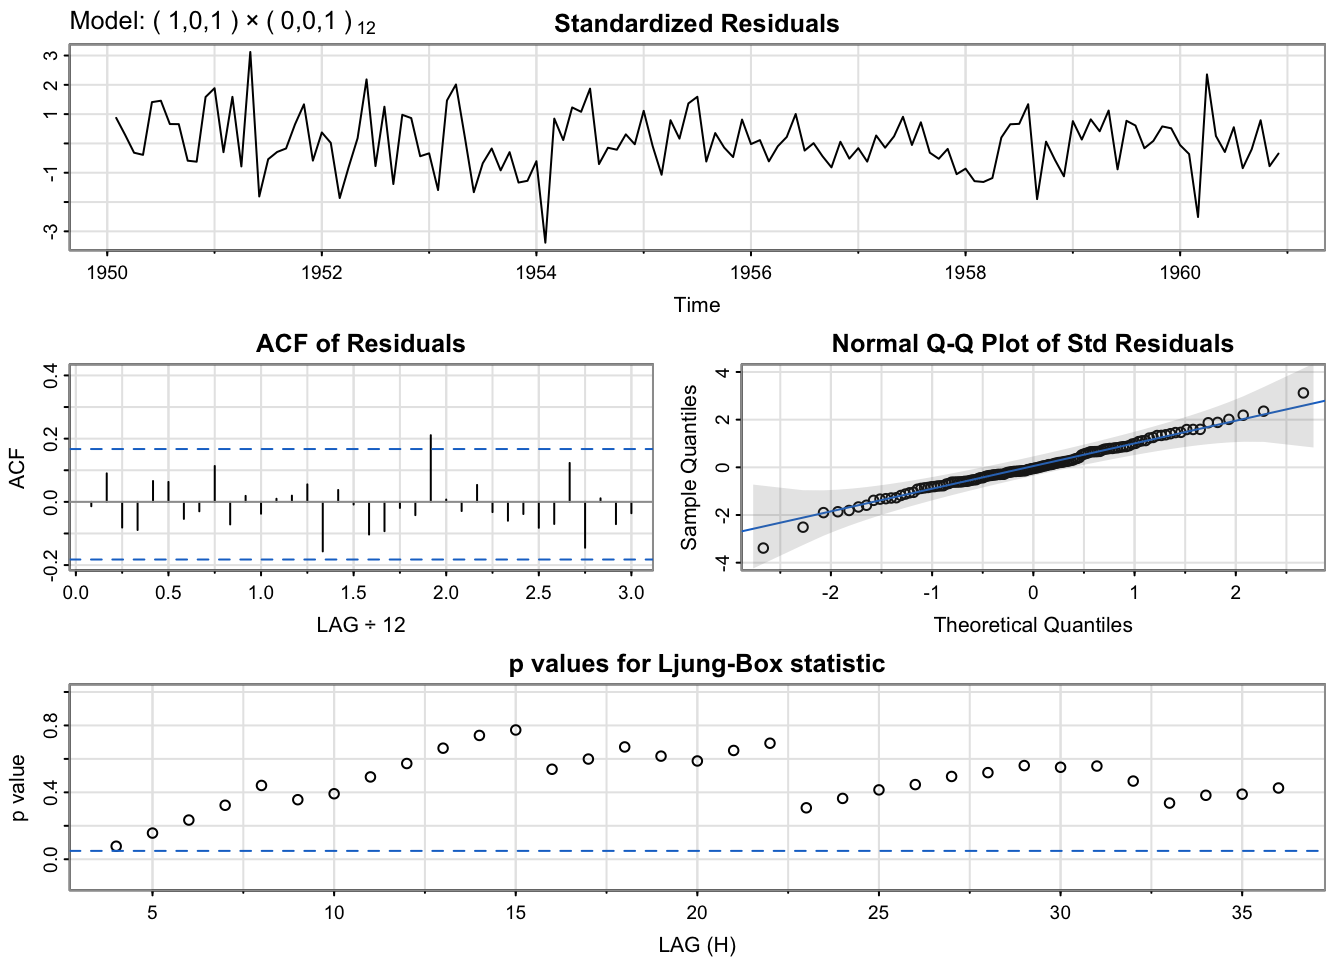 Model: ( 1,0,1 ) × ( 0,0,1 ) 12
Standardized Residuals
3
2
1
-1
-3
1950 1952 1954 1956 1958 1960
Time
ACF of Residuals
ACF
0.4
0.2
0.0
-0.2
0.0 0.5 1.0 1.5 2.0 2.5 3.0
LAG ÷ 12
Normal Q-Q Plot of Std Residuals
Sample Quantiles
4
2
0
-2
-4
-2 -1 0 1 2
Theoretical Quantiles
p values for Ljung-Box statistic
p value
0.8
0.4
0.0
5 10 15 20 25 30 35
LAG (H)